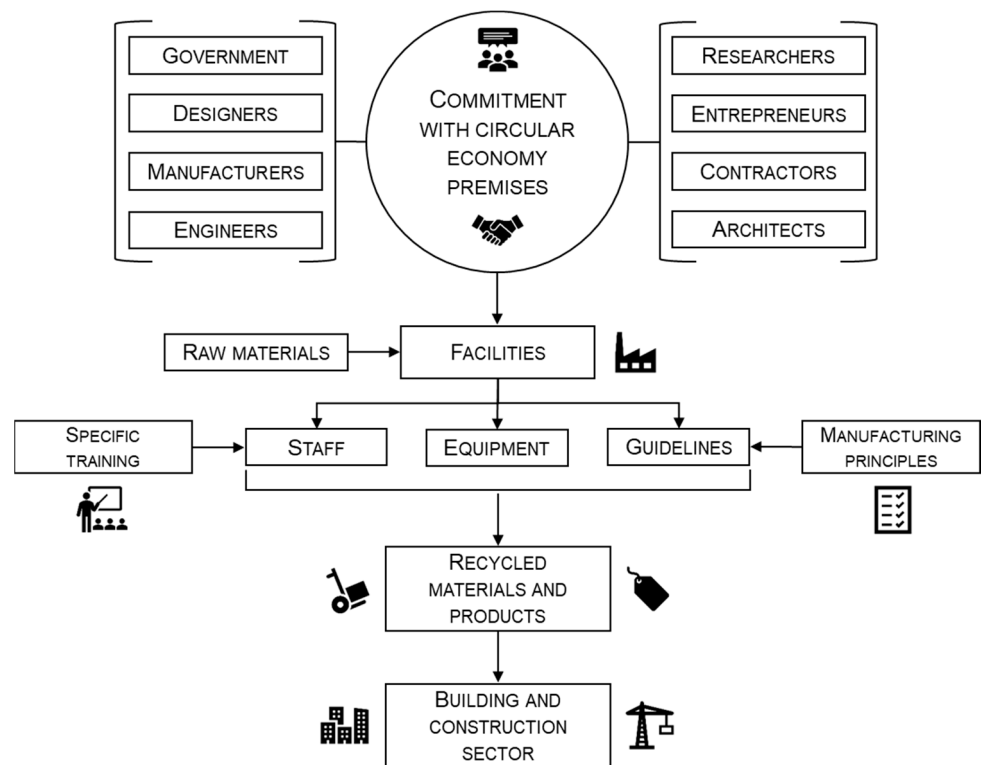 GOVERNMENT
DESIGNERS
MANUFACTURERS
ENGINEERS
COMMITMENT
WITH CIRCULAR
ECONOMY
PREMISES
RESEARCHERS
ENTREPRENEURS
CONTRACTORS
ARCHITECTS
RAW MATERIALS
FACILITIES
SPECIFIC
TRAINING
STAFF
EQUIPMENT
GUIDELINES
MANUFACTURING
PRINCIPLES
RECYCLED
MATERIALS AND
PRODUCTS
BUILDING AND
CONSTRUCTION
SECTOR